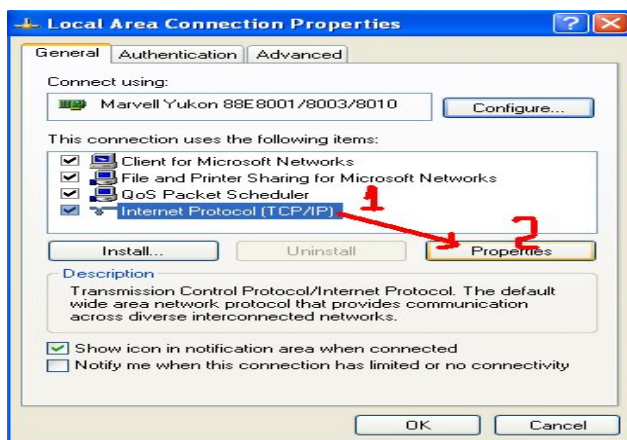 Local Area Connection Properties
General Authentication Advanced
Connect using:
Marvell Yukon 88E8001/8003/8010 Configure...
This connection uses the following items:
Client for Microsoft Networks
File and Printer Sharing for Microsoft Networks
QoS Packet Scheduler
Internet Protocol (TCP/IP) 1
2
Install... Uninstall Properties
Description
Transmission Control Protocol/Internet Protocol. The default
wide area network protocol that provides communication
across diverse interconnected networks.
Show icon in notification area when connected
Notify me when this connection has limited or no connectivity
OK Cancel